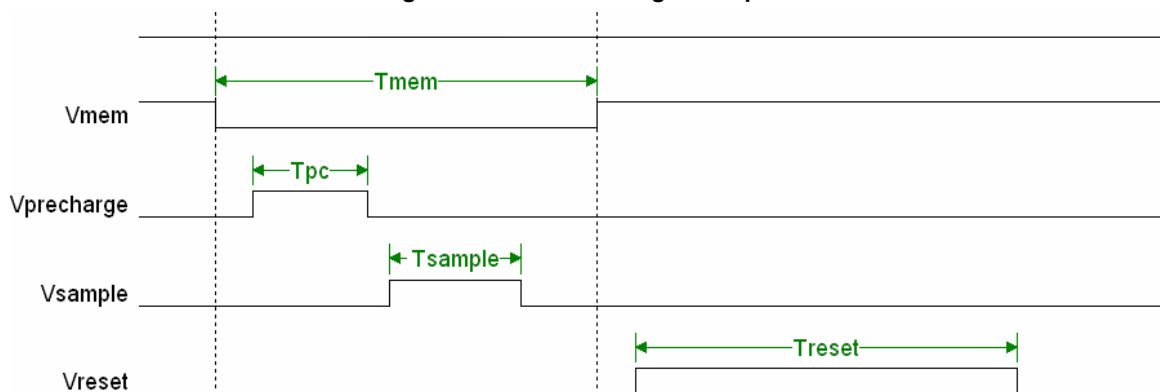 Tmem
Vmem
Tpc
Vprecharge
Tsample
Vsample
Treset
Vreset